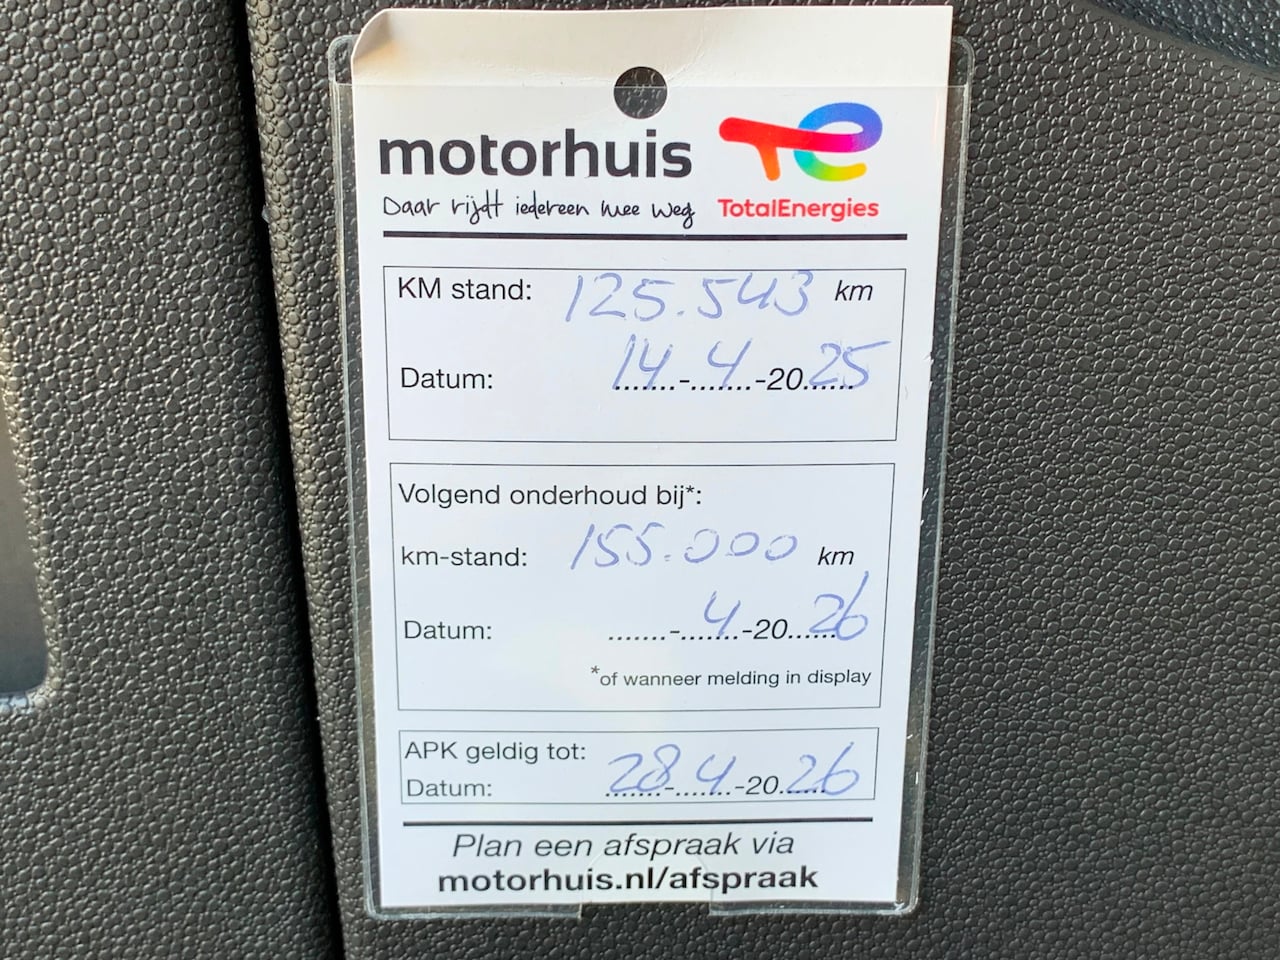 motorhuis
Daar rijdt iedereen mee weg
TotalEnergies
KM stand: 125.543 km
Datum: 14-4-2025
Volgend onderhoud bij*:
km-stand: 155.000 km
Datum: .......-4-2026
*of wanneer melding in display
APK geldig tot:
Datum: 28-4-2026
Plan een afspraak via
motorhuis.nl/afspraak